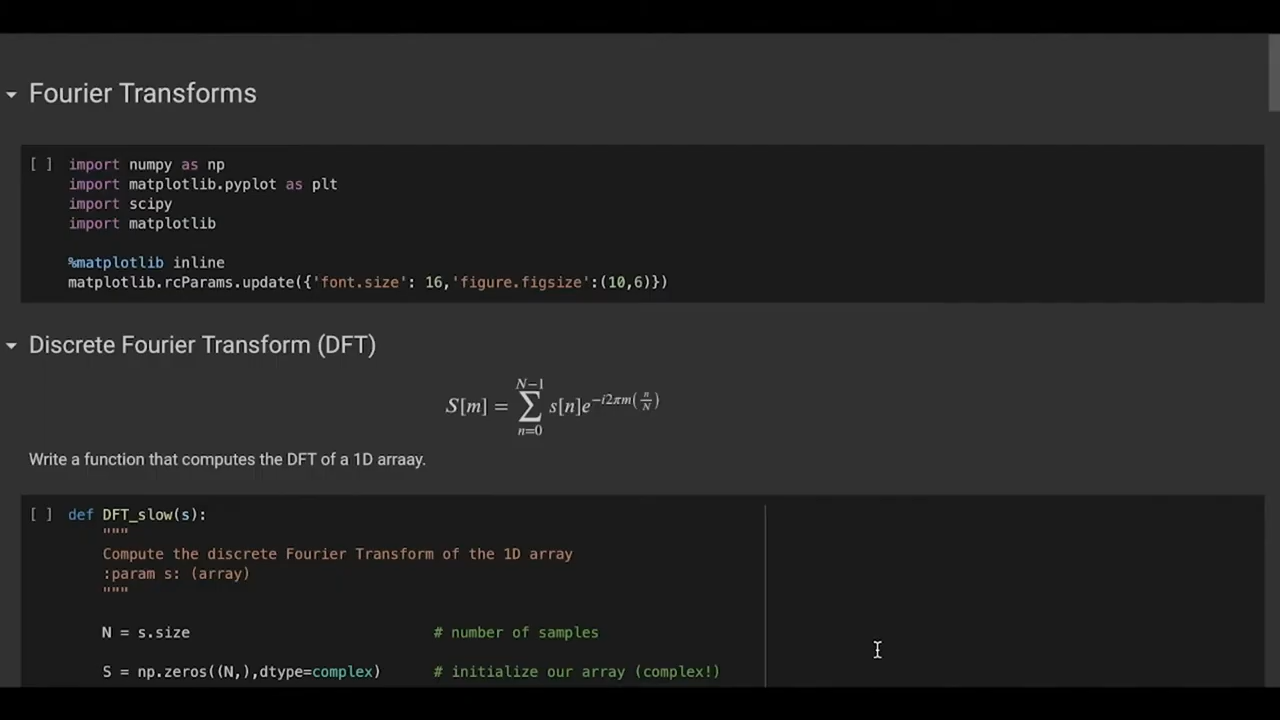 Fourier Transforms
[ ] import numpy as np
import matplotlib.pyplot as plt
import scipy
import matplotlib
%matplotlib inline
matplotlib.rcParams.update({'font.size': 16,'figure.figsize':(10,6)})
Discrete Fourier Transform (DFT)
S[m] = \sum_{n=0}^{N-1} s[n]e^{-i2πm(\frac{n}{N})}
Write a function that computes the DFT of a 1D arraay.
[ ] def DFT_slow(s):
"""
Compute the discrete Fourier Transform of the 1D array
:param s: (array)
"""
N = s.size # number of samples
S = np.zeros((N,),dtype=complex) # initialize our array (complex!)